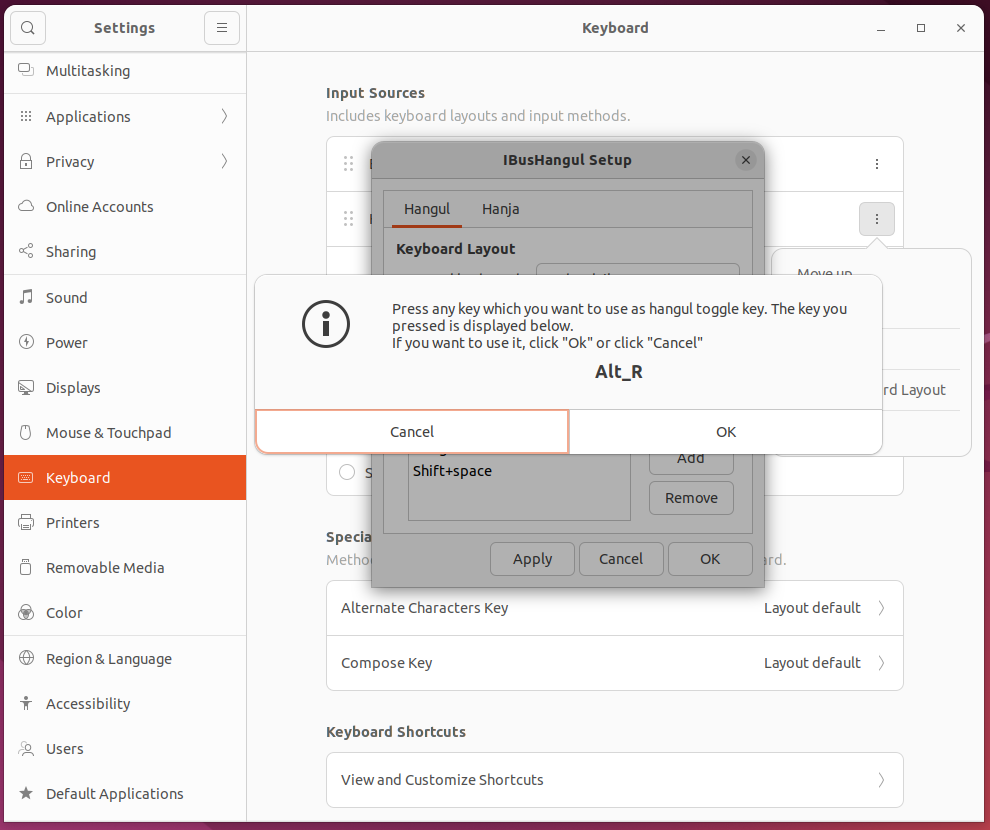 Settings
Keyboard
Multitasking
Applications
Privacy
Online Accounts
Sharing
Sound
Power
Displays
Mouse & Touchpad
Keyboard
Printers
Removable Media
Color
Region & Language
Accessibility
Users
Default Applications
Input Sources
Includes keyboard layouts and input methods.
IBusHangul Setup
Hangul
Hanja
Keyboard Layout
Move up
rd Layout
Press any key which you want to use as hangul toggle key. The key you
pressed is displayed below.
If you want to use it, click "Ok" or click "Cancel"
Alt_R
Cancel
OK
Shift+space
Add
Remove
S
Apply
Cancel
OK
Specia
Metho
ard.
Alternate Characters Key
Layout default
Compose Key
Layout default
Keyboard Shortcuts
View and Customize Shortcuts